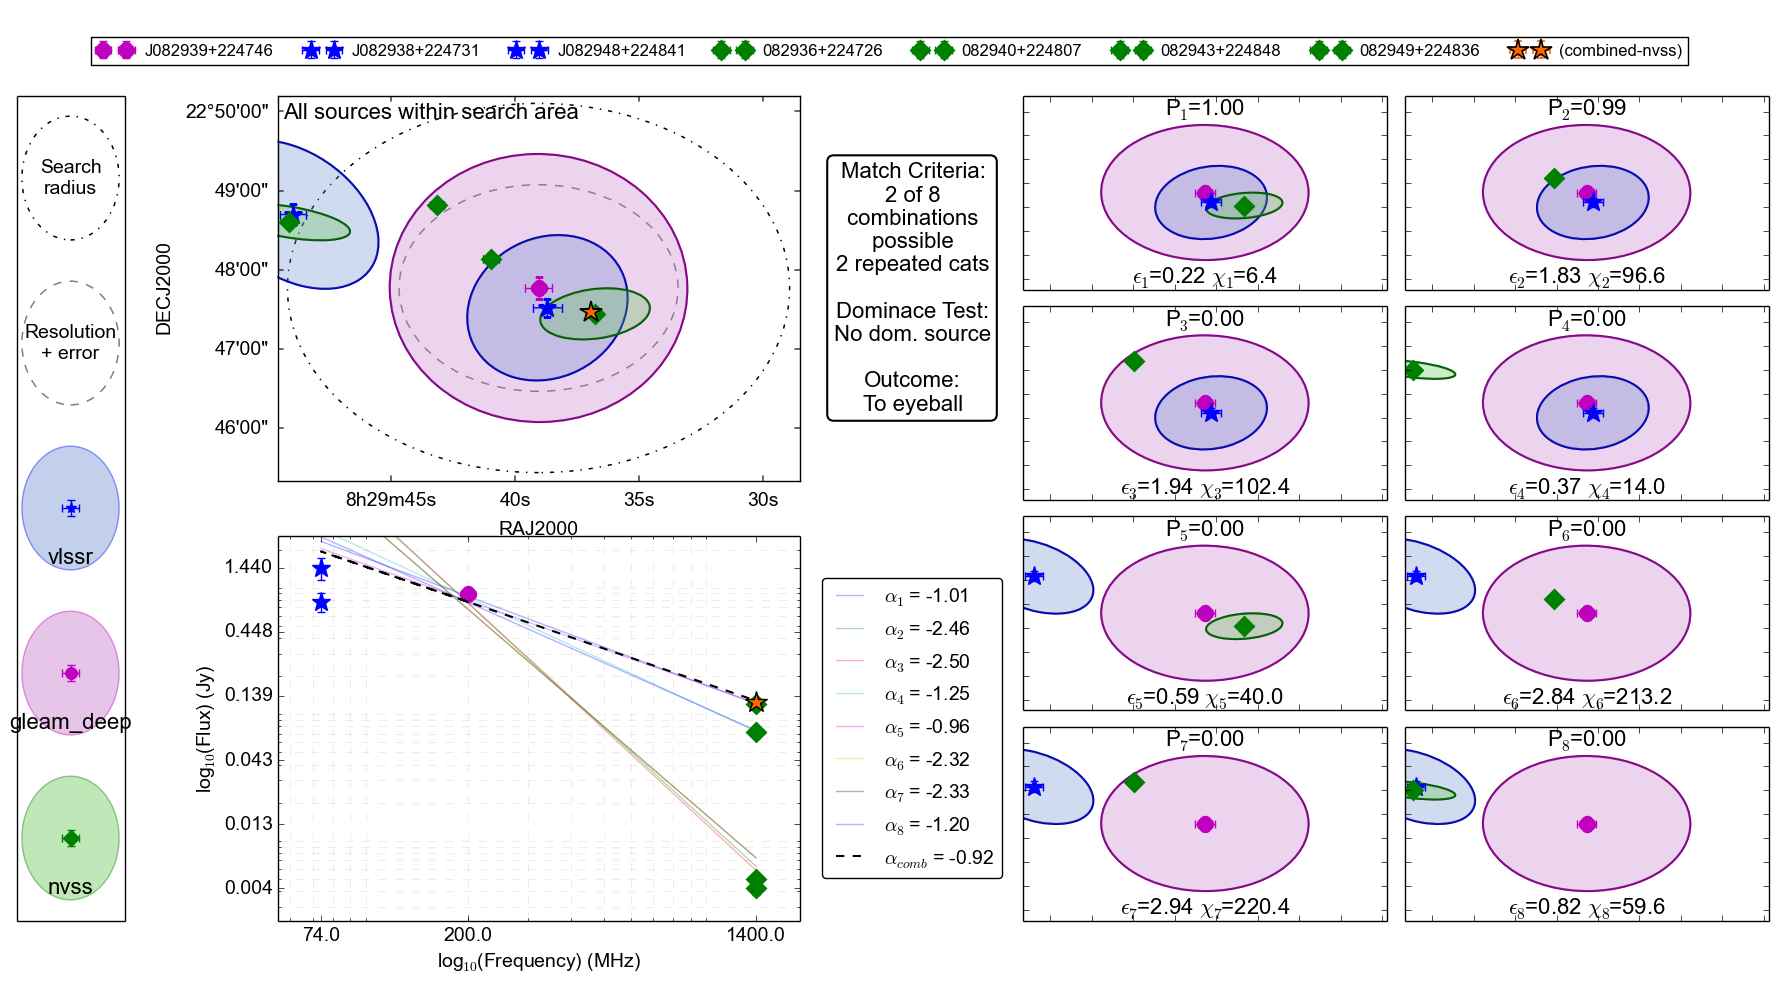 J082939+224746 J082938+224731 J082948+224841 082936+224726 082940+224807 082943+224848 082949+224836 (combined-nvss)
Search
radius
Resolution
+ error
vlssr
gleam_deep
nvss
All sources within search area
22°50'00"
49'00"
48'00"
47'00"
46'00"
DECJ2000
8h29m45s 40s 35s 30s
RAJ2000
Match Criteria:
2 of 8
combinations
possible
2 repeated cats
Dominace Test:
No dom. source
Outcome:
To eyeball
1.440
0.448
0.139
0.043
0.013
0.004
log10(Flux) (Jy)
74.0 200.0 1400.0
log10(Frequency) (MHz)
α1 = -1.01
α2 = -2.46
α3 = -2.50
α4 = -1.25
α5 = -0.96
α6 = -2.32
α7 = -2.33
α8 = -1.20
αcomb = -0.92
P1=1.00
ϵ1=0.22 χ1=6.4
P2=0.99
ϵ2=1.83 χ2=96.6
P3=0.00
ϵ3=1.94 χ3=102.4
P4=0.00
ϵ4=0.37 χ4=14.0
P5=0.00
ϵ5=0.59 χ5=40.0
P6=0.00
ϵ6=2.84 χ6=213.2
P7=0.00
ϵ7=2.94 χ7=220.4
P8=0.00
ϵ8=0.82 χ8=59.6